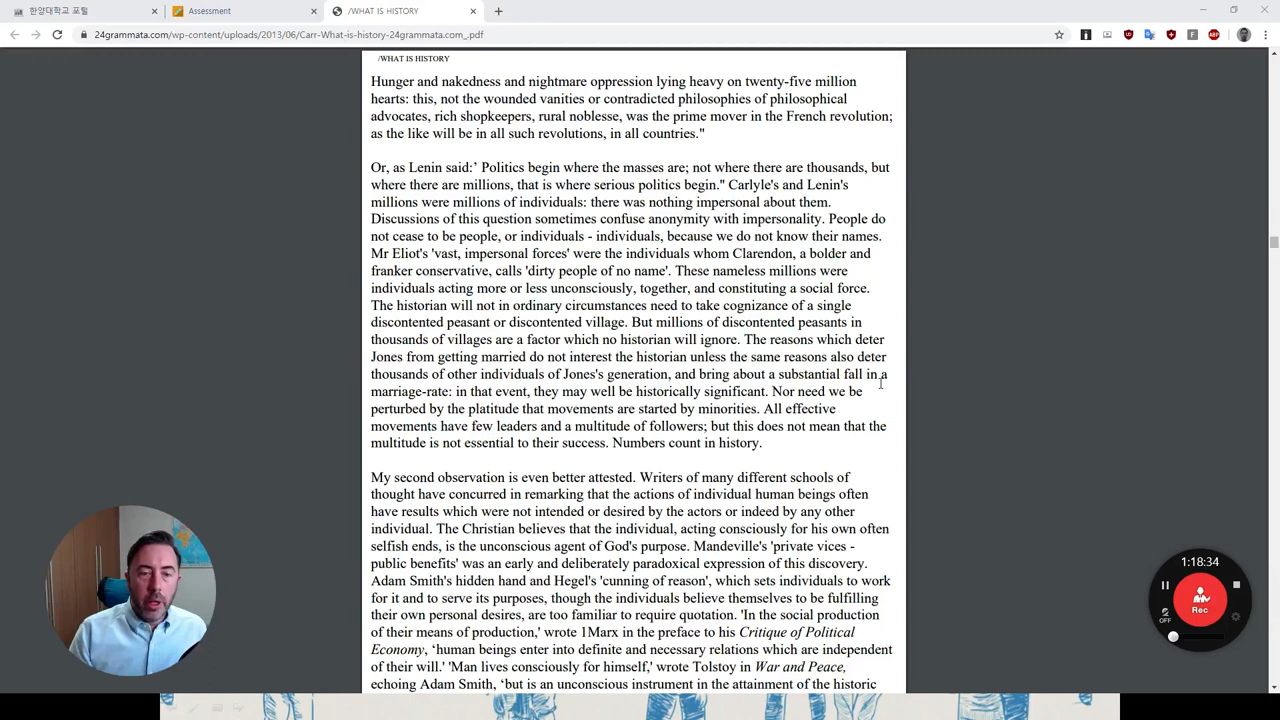 한양대학교 포털
Assessment
/WHAT IS HISTORY
24grammata.com/wp-content/uploads/2013/06/Carr-What-is-history-24grammata.com_.pdf
/WHAT IS HISTORY
Hunger and nakedness and nightmare oppression lying heavy on twenty-five million
hearts: this, not the wounded vanities or contradicted philosophies of philosophical
advocates, rich shopkeepers, rural noblesse, was the prime mover in the French revolution;
as the like will be in all such revolutions, in all countries."
Or, as Lenin said:’ Politics begin where the masses are; not where there are thousands, but
where there are millions, that is where serious politics begin." Carlyle's and Lenin's
millions were millions of individuals: there was nothing impersonal about them.
Discussions of this question sometimes confuse anonymity with impersonality. People do
not cease to be people, or individuals - individuals, because we do not know their names.
Mr Eliot's 'vast, impersonal forces' were the individuals whom Clarendon, a bolder and
franker conservative, calls 'dirty people of no name'. These nameless millions were
individuals acting more or less unconsciously, together, and constituting a social force.
The historian will not in ordinary circumstances need to take cognizance of a single
discontented peasant or discontented village. But millions of discontented peasants in
thousands of villages are a factor which no historian will ignore. The reasons which deter
Jones from getting married do not interest the historian unless the same reasons also deter
thousands of other individuals of Jones's generation, and bring about a substantial fall in a
marriage-rate: in that event, they may well be historically significant. Nor need we be
perturbed by the platitude that movements are started by minorities. All effective
movements have few leaders and a multitude of followers; but this does not mean that the
multitude is not essential to their success. Numbers count in history.
My second observation is even better attested. Writers of many different schools of
thought have concurred in remarking that the actions of individual human beings often
have results which were not intended or desired by the actors or indeed by any other
individual. The Christian believes that the individual, acting consciously for his own often
selfish ends, is the unconscious agent of God's purpose. Mandeville's 'private vices -
public benefits' was an early and deliberately paradoxical expression of this discovery.
Adam Smith's hidden hand and Hegel's 'cunning of reason', which sets individuals to work
for it and to serve its purposes, though the individuals believe themselves to be fulfilling
their own personal desires, are too familiar to require quotation. 'In the social production
of their means of production,' wrote 1Marx in the preface to his Critique of Political
Economy, ‘human beings enter into definite and necessary relations which are independent
of their will.' 'Man lives consciously for himself,' wrote Tolstoy in War and Peace,
echoing Adam Smith, ‘but is an unconscious instrument in the attainment of the historic
1:18:34
Rec
OFF